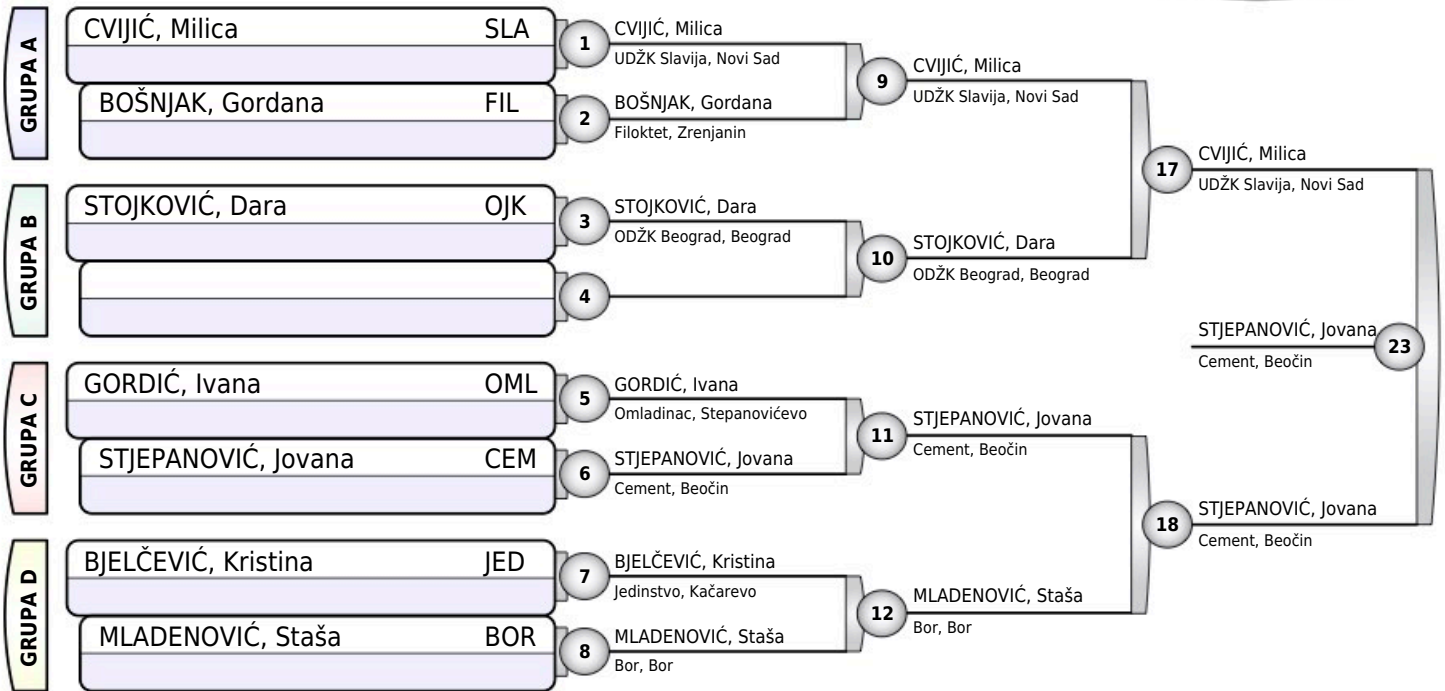 GRUPA A
CVIJIĆ, Milica SLA
BOŠNJAK, Gordana FIL
1
CVIJIĆ, Milica
UDŽK Slavija, Novi Sad
2
BOŠNJAK, Gordana
Filoktet, Zrenjanin
9
CVIJIĆ, Milica
UDŽK Slavija, Novi Sad
GRUPA B
STOJKOVIĆ, Dara OJK
3
STOJKOVIĆ, Dara
ODŽK Beograd, Beograd
4
10
STOJKOVIĆ, Dara
ODŽK Beograd, Beograd
17
CVIJIĆ, Milica
UDŽK Slavija, Novi Sad
GRUPA C
GORDIĆ, Ivana OML
STJEPANOVIĆ, Jovana CEM
5
GORDIĆ, Ivana
Omladinac, Stepanovićevo
6
STJEPANOVIĆ, Jovana
Cement, Beočin
11
STJEPANOVIĆ, Jovana
Cement, Beočin
GRUPA D
BJELČEVIĆ, Kristina JED
MLADENOVIĆ, Staša BOR
7
BJELČEVIĆ, Kristina
Jedinstvo, Kačarevo
8
MLADENOVIĆ, Staša
Bor, Bor
12
MLADENOVIĆ, Staša
Bor, Bor
18
STJEPANOVIĆ, Jovana
Cement, Beočin
STJEPANOVIĆ, Jovana
Cement, Beočin
23